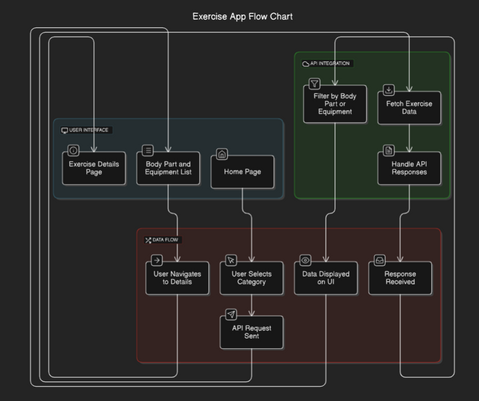 Exercise App Flow Chart
API INTEGRATION
Filter by Body
Part or
Equipment
Fetch Exercise
Data
USER INTERFACE
Exercise Details
Page
Body Part and
Equipment List
Home Page
Handle API
Responses
DATA FLOW
User Navigates
to Details
User Selects
Category
Data Displayed
on UI
Response
Received
API Request
Sent